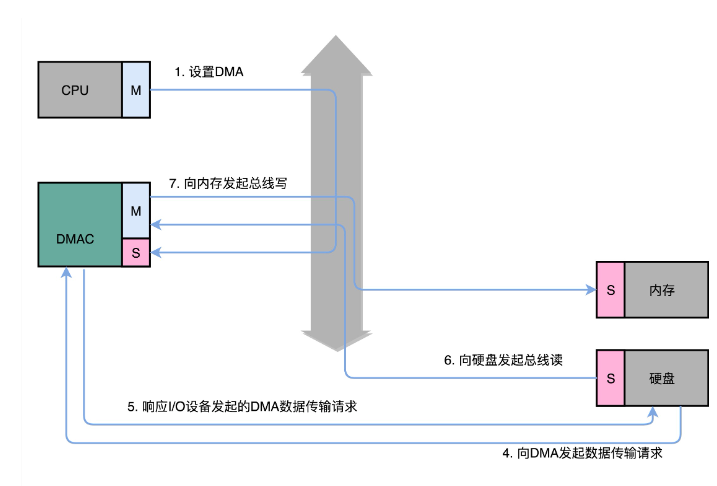 1. 设置DMA
CPU
M
7. 向内存发起总线写
M
DMAC
S
S
内存
6. 向硬盘发起总线读
S
硬盘
5. 响应I/O设备发起的DMA数据传输请求
4. 向DMA发起数据传输请求